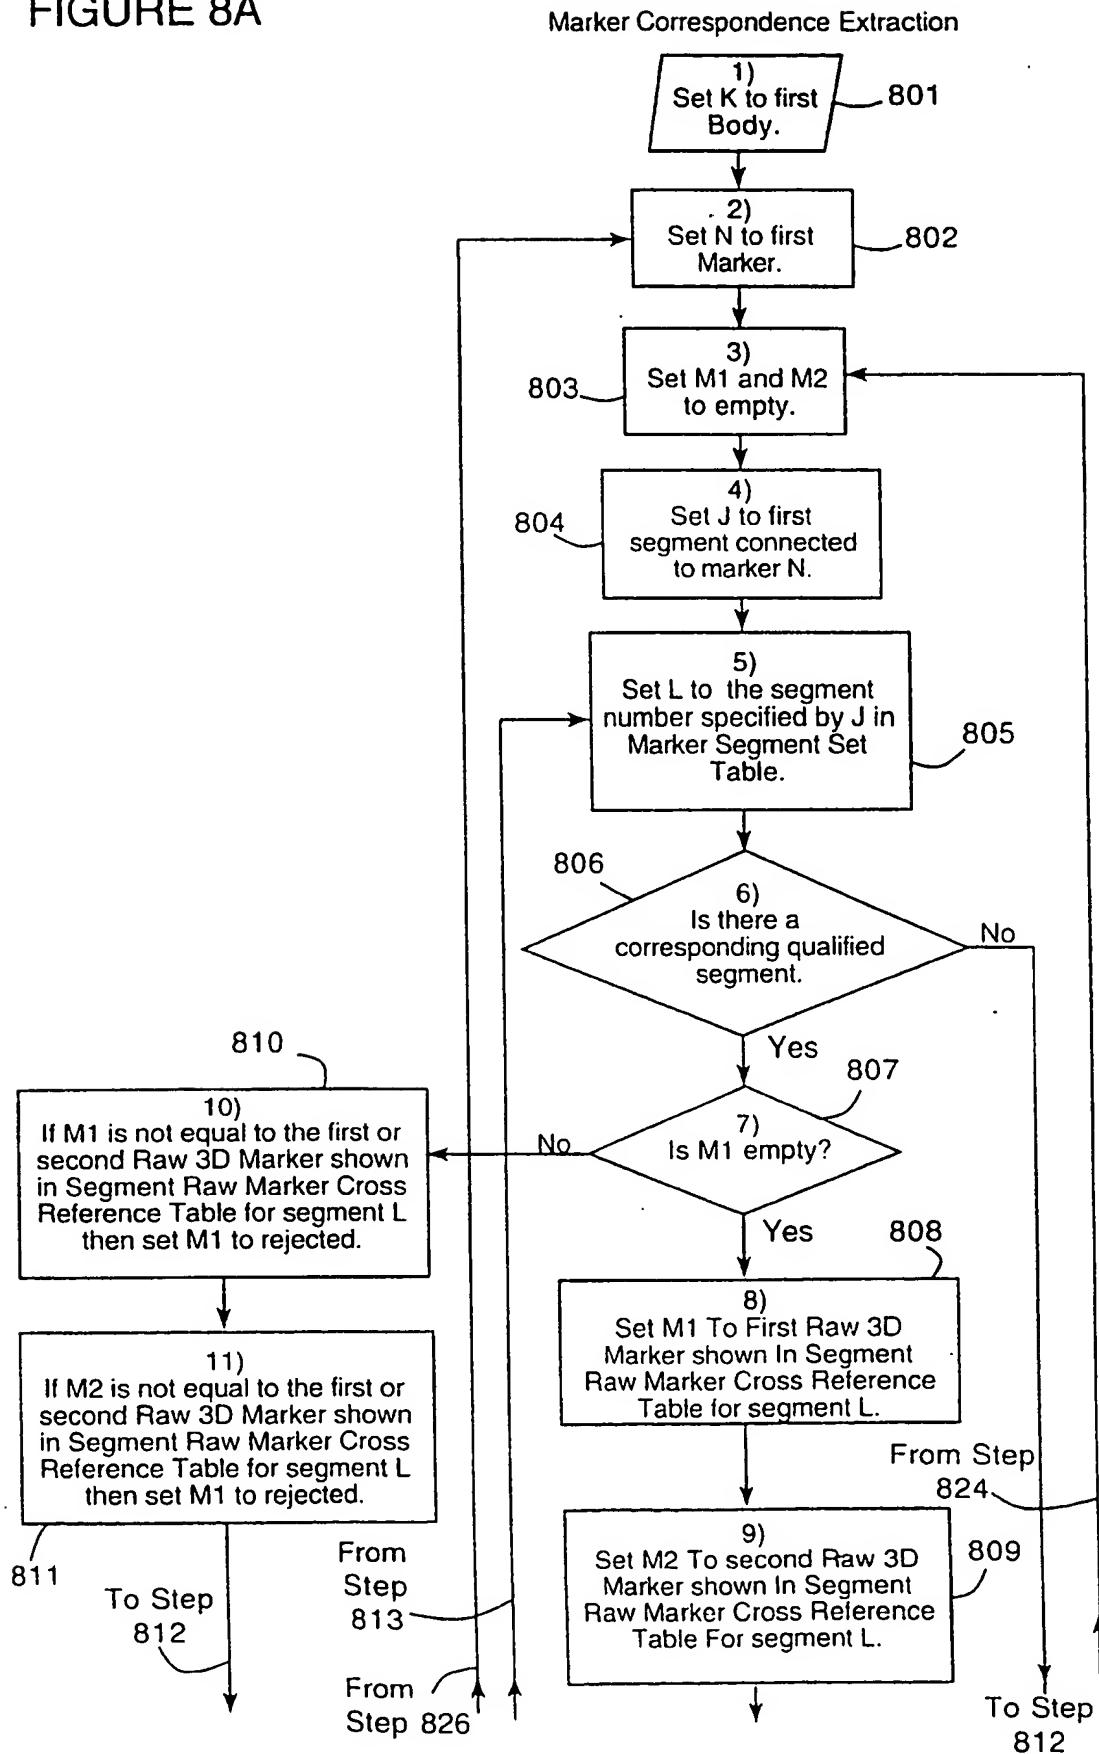 FIGURE 8A
Marker Correspondence Extraction
1)
Set K to first
Body.
801
2)
Set N to first
Marker.
802
3)
Set M1 and M2
to empty.
803
4)
Set J to first
segment connected
to marker N.
804
5)
Set L to the segment
number specified by J in
Marker Segment Set
Table.
805
806
6)
Is there a
corresponding qualified
segment.
No
Yes
807
7)
Is M1 empty?
No
Yes
810
10)
If M1 is not equal to the first or
second Raw 3D Marker shown
in Segment Raw Marker Cross
Reference Table for segment L
then set M1 to rejected.
808
8)
Set M1 To First Raw 3D
Marker shown In Segment
Raw Marker Cross Reference
Table for segment L.
11)
If M2 is not equal to the first or
second Raw 3D Marker shown
in Segment Raw Marker Cross
Reference Table for segment L
then set M1 to rejected.
811
From Step
824
9)
Set M2 To second Raw 3D
Marker shown In Segment
Raw Marker Cross Reference
Table For segment L.
809
To Step
812
From
Step
813
From
Step 826
To Step
812